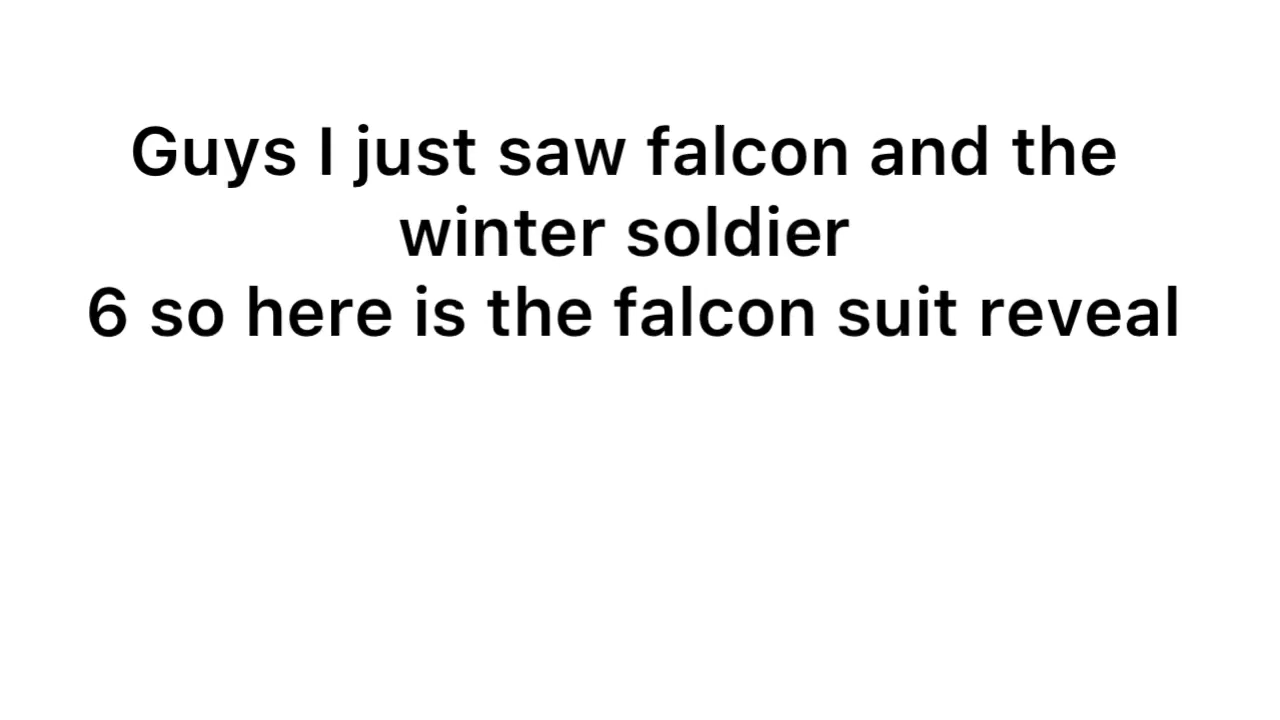 Guys I just saw falcon and the
winter soldier
6 so here is the falcon suit reveal